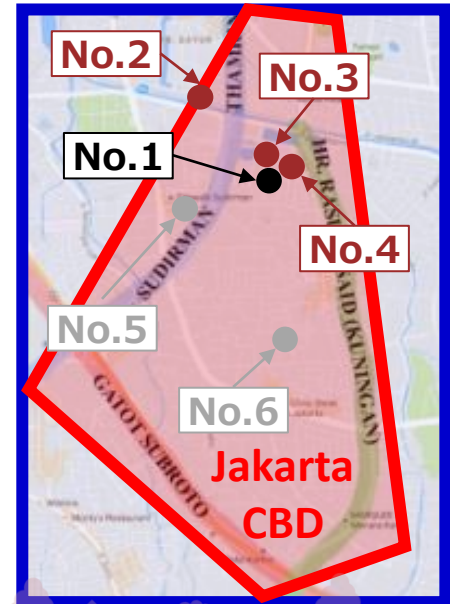 No.2
THAMRIN
No.3
No.1
HR. RASUNA SAID (KUNINGAN)
No.4
SUDIRMAN
No.5
No.6
GATOT SUBROTO
Jakarta
CBD